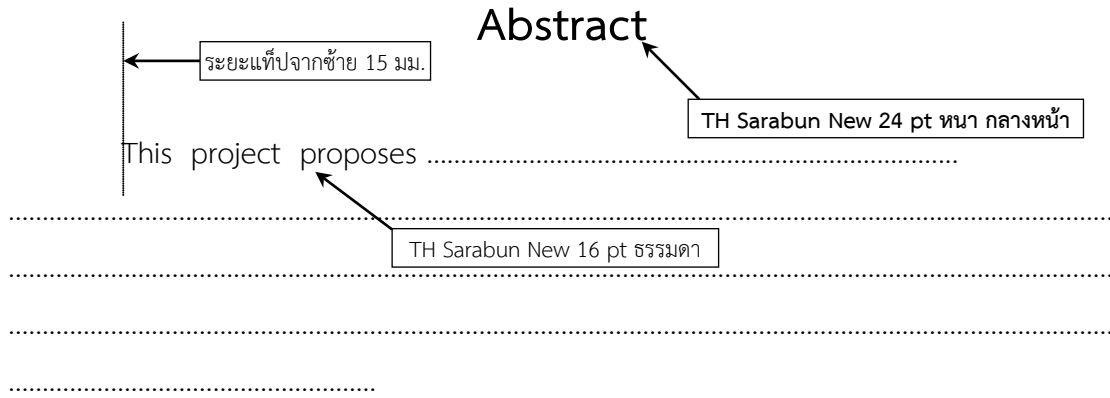 Abstract
ระยะแท็ปจากซ้าย 15 มม.
TH Sarabun New 24 pt หนา กลางหน้า
This project proposes ................................................................................
......................................................................................................................................................................
TH Sarabun New 16 pt ธรรมดา
......................................................................................................................................................................
......................................................................................................................................................................
.......................................................